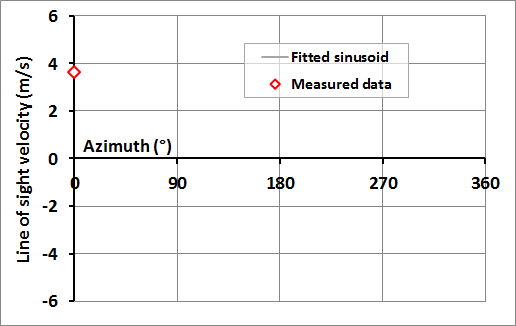 6
4
2
0
-2
-4
-6
Line of sight velocity (m/s)
Fitted sinusoid
Measured data
Azimuth (°)
0 90 180 270 360